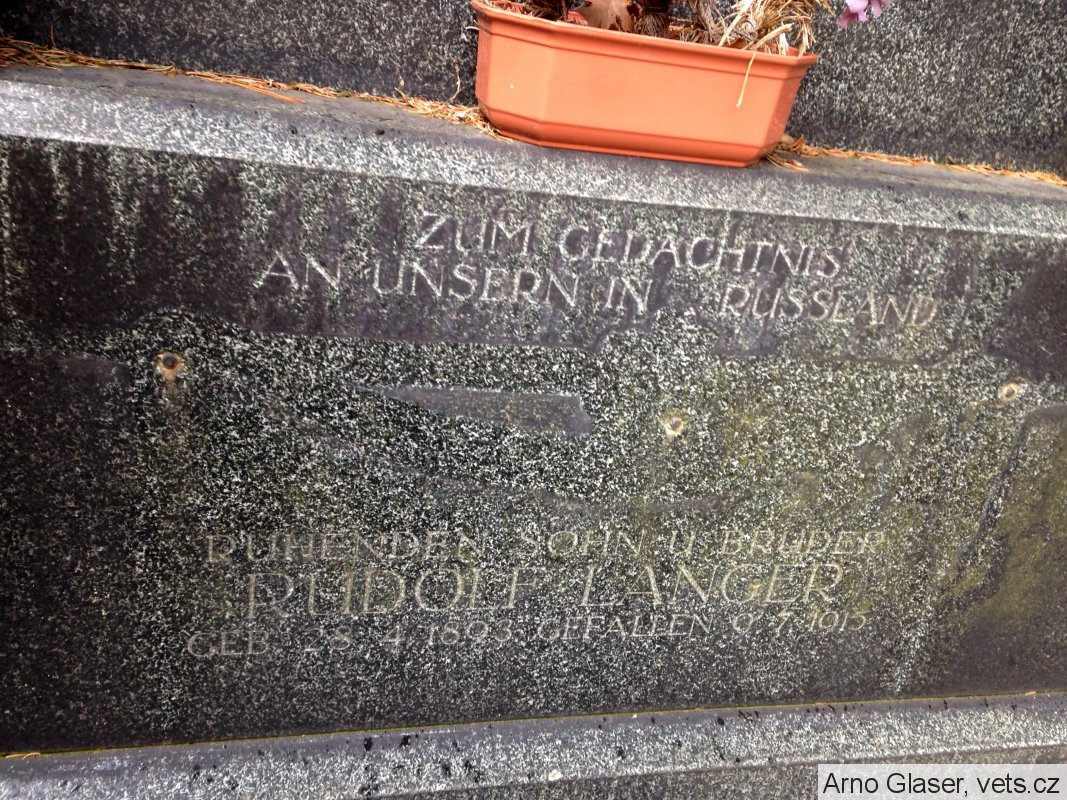 ZUM GEDÄCHTNIS
AN UNSERN IN RUSSLAND
RUHENDEN SOHN U. BRUDER
RUDOLF LANGER
GEB. 28. 4. 1893. GEFALLEN 9. 7. 1915
Arno Glaser, vets.cz